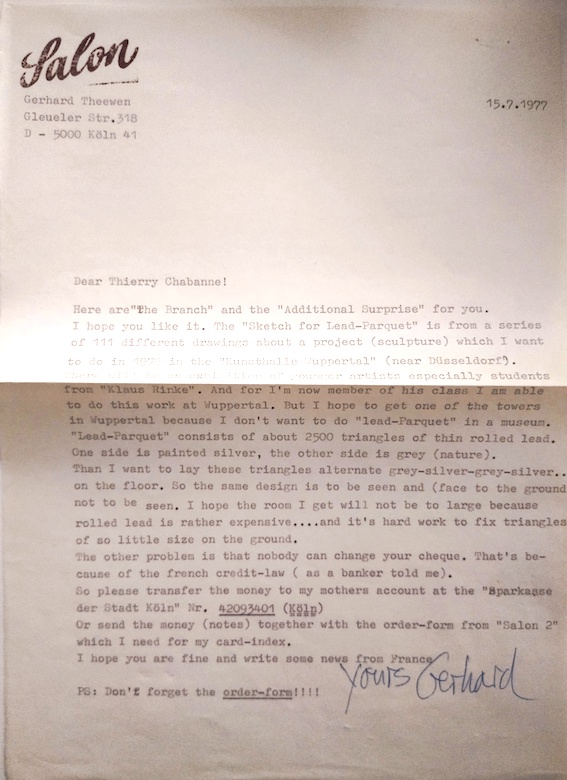 Salon
Gerhard Theewen
Gleueler Str.318
D - 5000 Köln 41
15.7.1977
Dear Thierry Chabanne!
Here are"The Branch" and the "Additional Surprise" for you.
I hope you like it. The "Sketch for Lead-Parquet" is from a series
of 111 different drawings about a project (sculpture) which I want
to do in in the "Kunsthalle Wuppertal" (near Düsseldorf).
of younger artists especially students
from "Klaus Rinke". And for I'm now member of his class I am able
to do this work at Wuppertal. But I hope to get one of the towers
in Wuppertal because I don't want to do "lead-Parquet" in a museum.
"Lead-Parquet" consists of about 2500 triangles of thin rolled lead.
One side is painted silver, the other side is grey (nature).
Than I want to lay these triangles alternate grey-silver-grey-silver..
on the floor. So the same design is to be seen and (face to the ground
not to be seen. I hope the room I get will not be to large because
rolled lead is rather expensive....and it's hard work to fix triangles
of so little size on the ground.
The other problem is that nobody can change your cheque. That's be-
cause of the french credit-law ( as a banker told me).
So please transfer the money to my mothers account at the "Sparkasse
der Stadt Köln" Nr. 42093401 (Köln)
Or send the money (notes) together with the order-form from "Salon 2"
which I need for my card-index.
I hope you are fine and write some news from France
yours Gerhard
PS: Don't forget the order-form!!!!